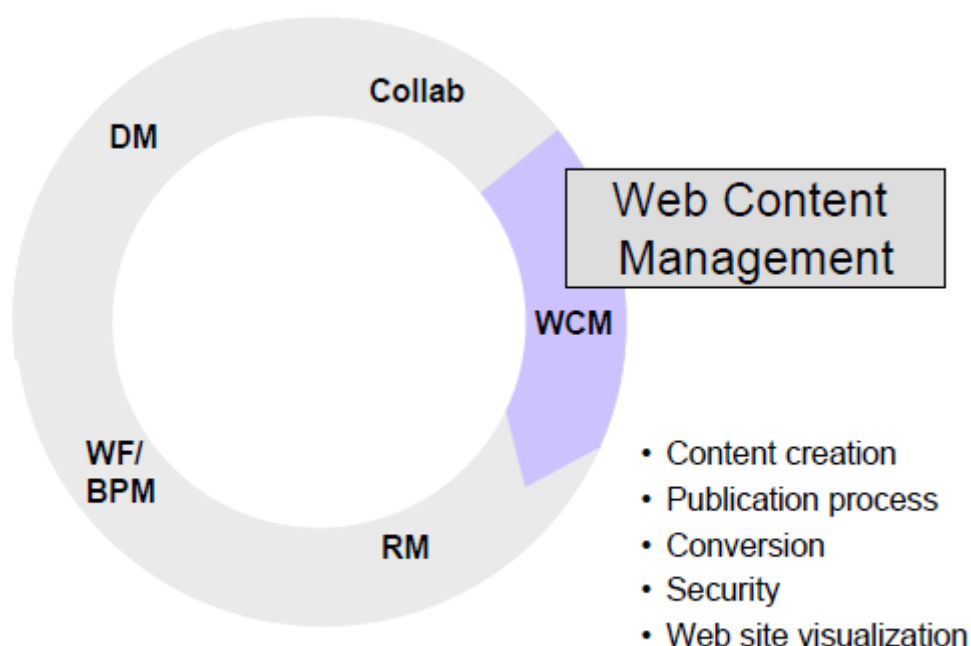 Collab
DM
Web Content
Management
WCM
WF/
BPM
RM
• Content creation
• Publication process
• Conversion
• Security
• Web site visualization